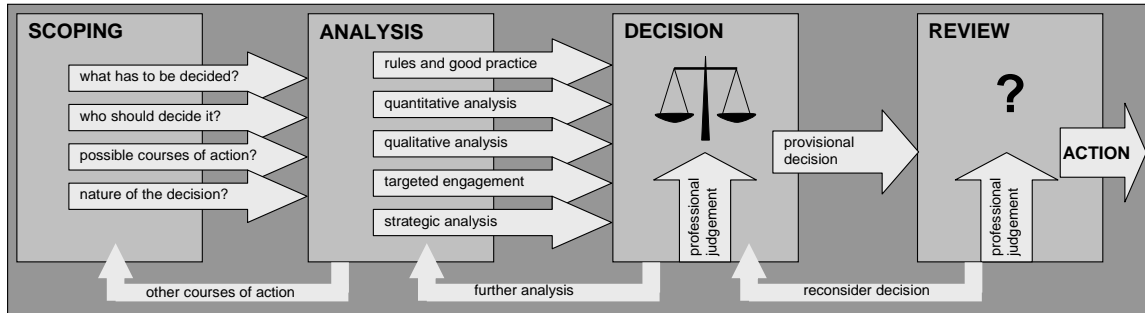 SCOPING
what has to be decided?
who should decide it?
possible courses of action?
nature of the decision?
other courses of action
ANALYSIS
rules and good practice
quantitative analysis
qualitative analysis
targeted engagement
strategic analysis
further analysis
DECISION
professional
judgement
provisional
decision
reconsider decision
REVIEW
?
professional
judgement
ACTION